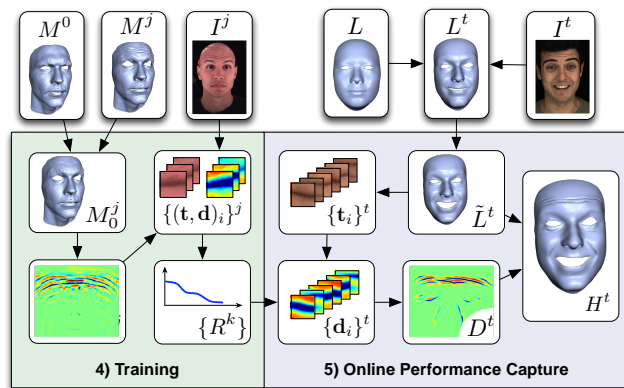 M^0 M^j I^j L L^t I^t
M_0^j {(t, d)_i}^j {t_i}^t L̃^t
H^t
{R^k} {d_i}^t D^t
4) Training 5) Online Performance Capture